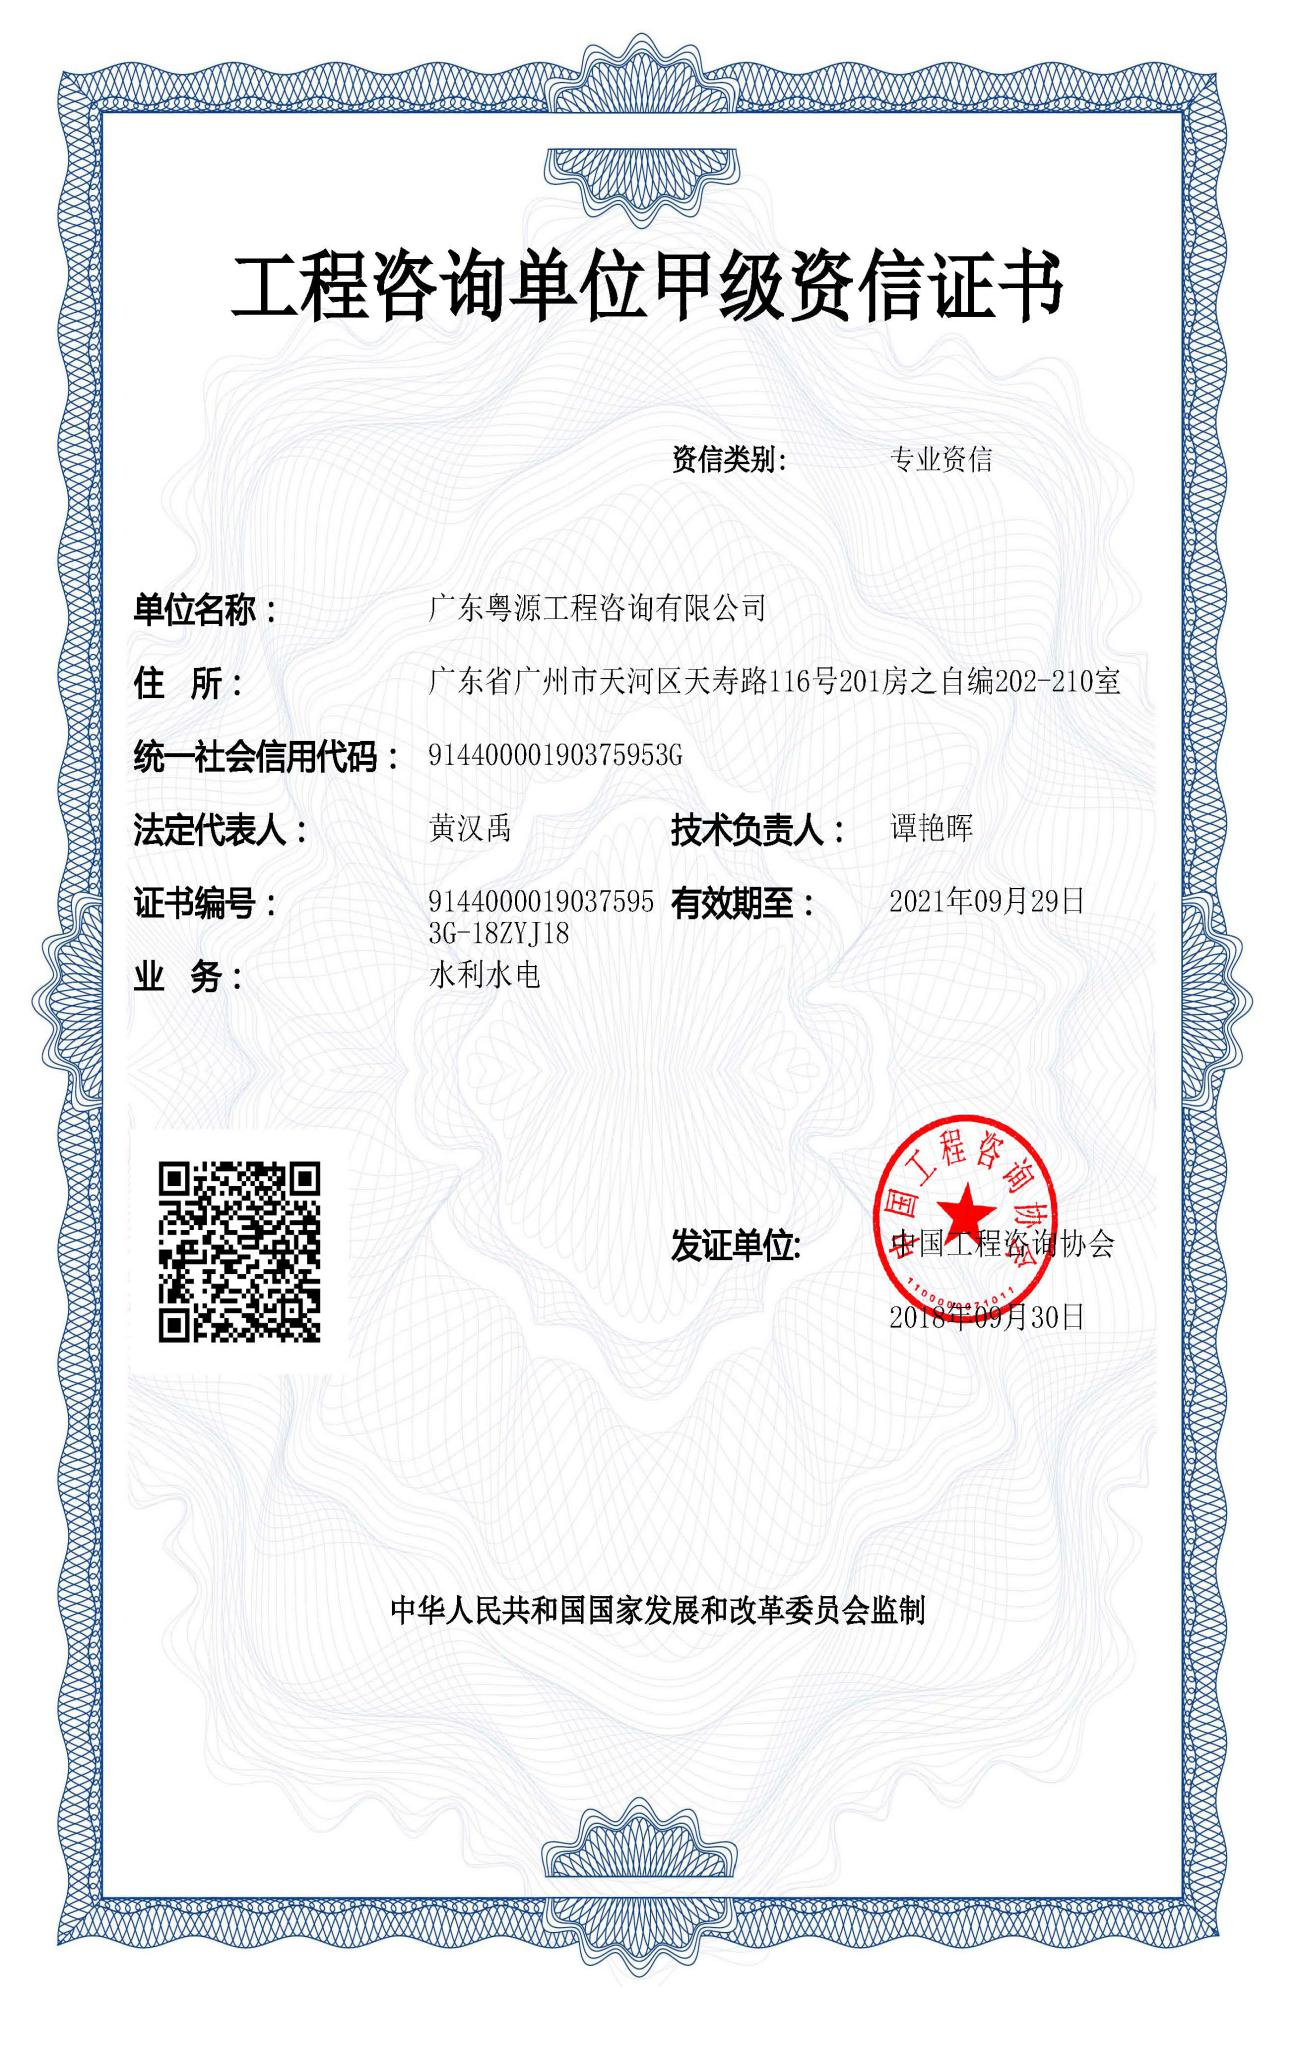 工程咨询单位甲级资信证书
资信类别： 专业资信
单位名称： 广东粤源工程咨询有限公司
住 所： 广东省广州市天河区天寿路116号201房之自编202-210室
统一社会信用代码： 91440000190375953G
法定代表人： 黄汉禹 技术负责人： 谭艳晖
证书编号： 9144000019037595 有效期至： 2021年09月29日
3G-18ZYJ18
业 务： 水利水电
中国工程咨询协会
发证单位: 中国工程咨询协会
1100000071011
2018年09月30日
中华人民共和国国家发展和改革委员会监制